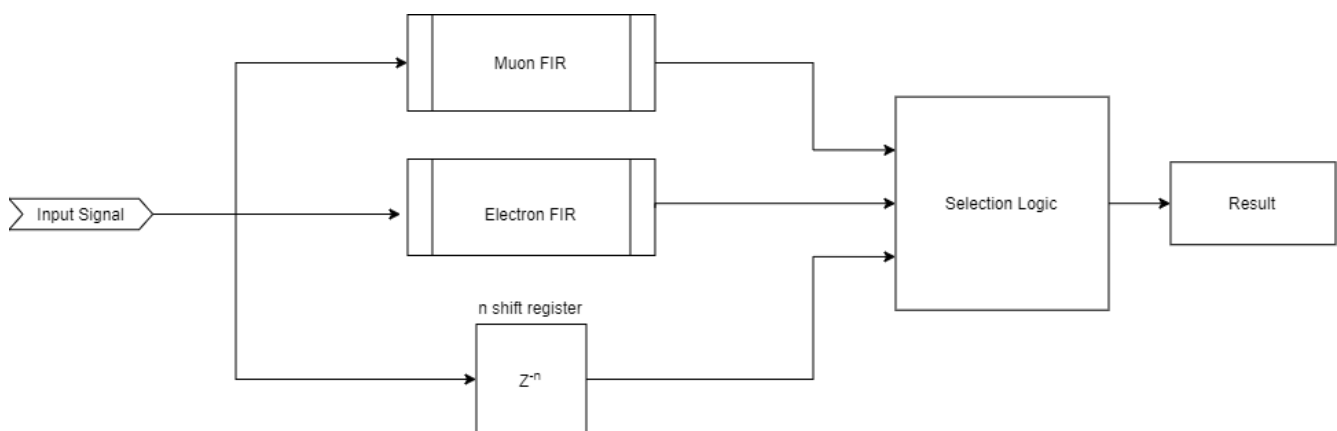 Muon FIR
Input Signal
Electron FIR
Selection Logic
Result
n shift register
Z⁻ⁿ